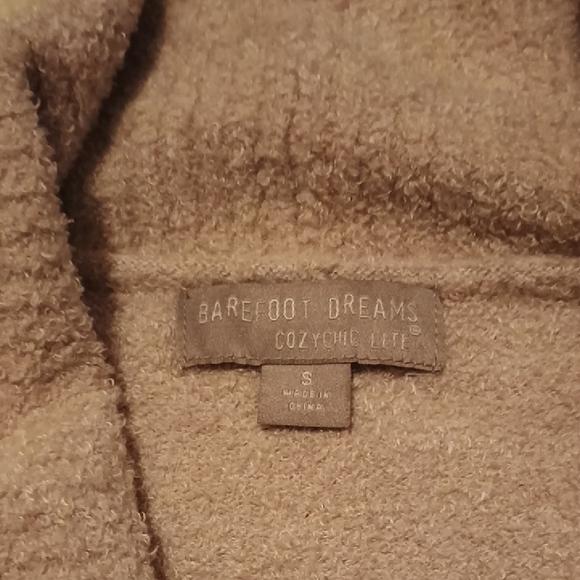 BAREFOOT DREAMS
COZYCHIC LITE®
S
MADE IN
CHINA